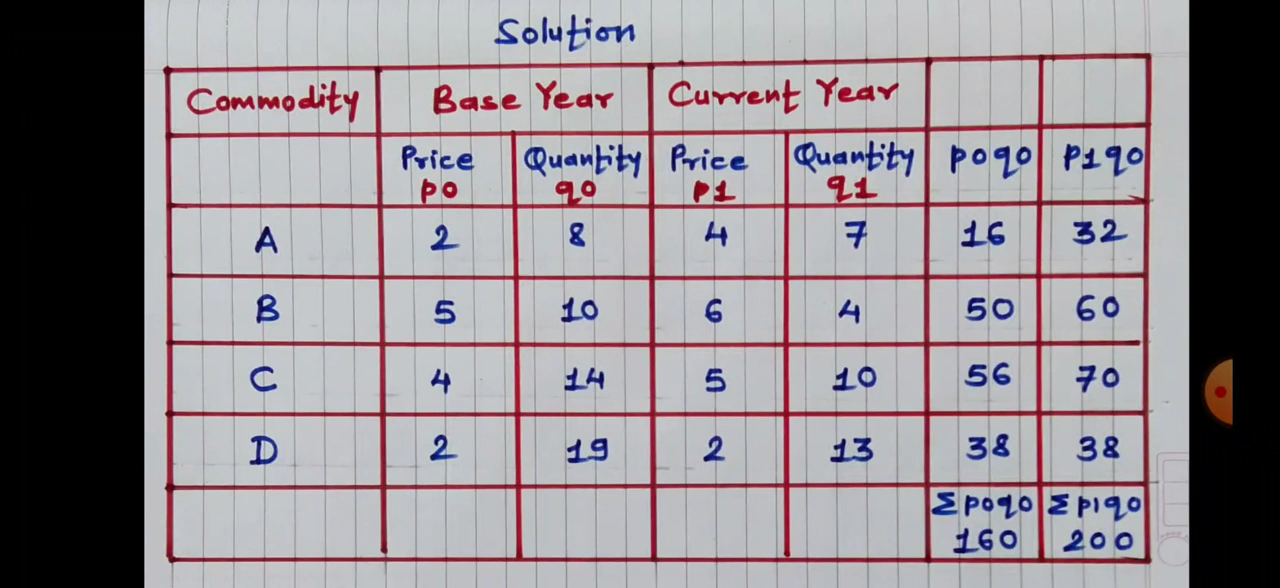 Solution
Commodity Base Year Current Year
Price Quantity Price Quantity p0q0 p1q0
p0 q0 p1 q1
A 2 8 4 7 16 32
B 5 10 6 4 50 60
C 4 14 5 10 56 70
D 2 19 2 13 38 38
Σp0q0 Σp1q0
160 200